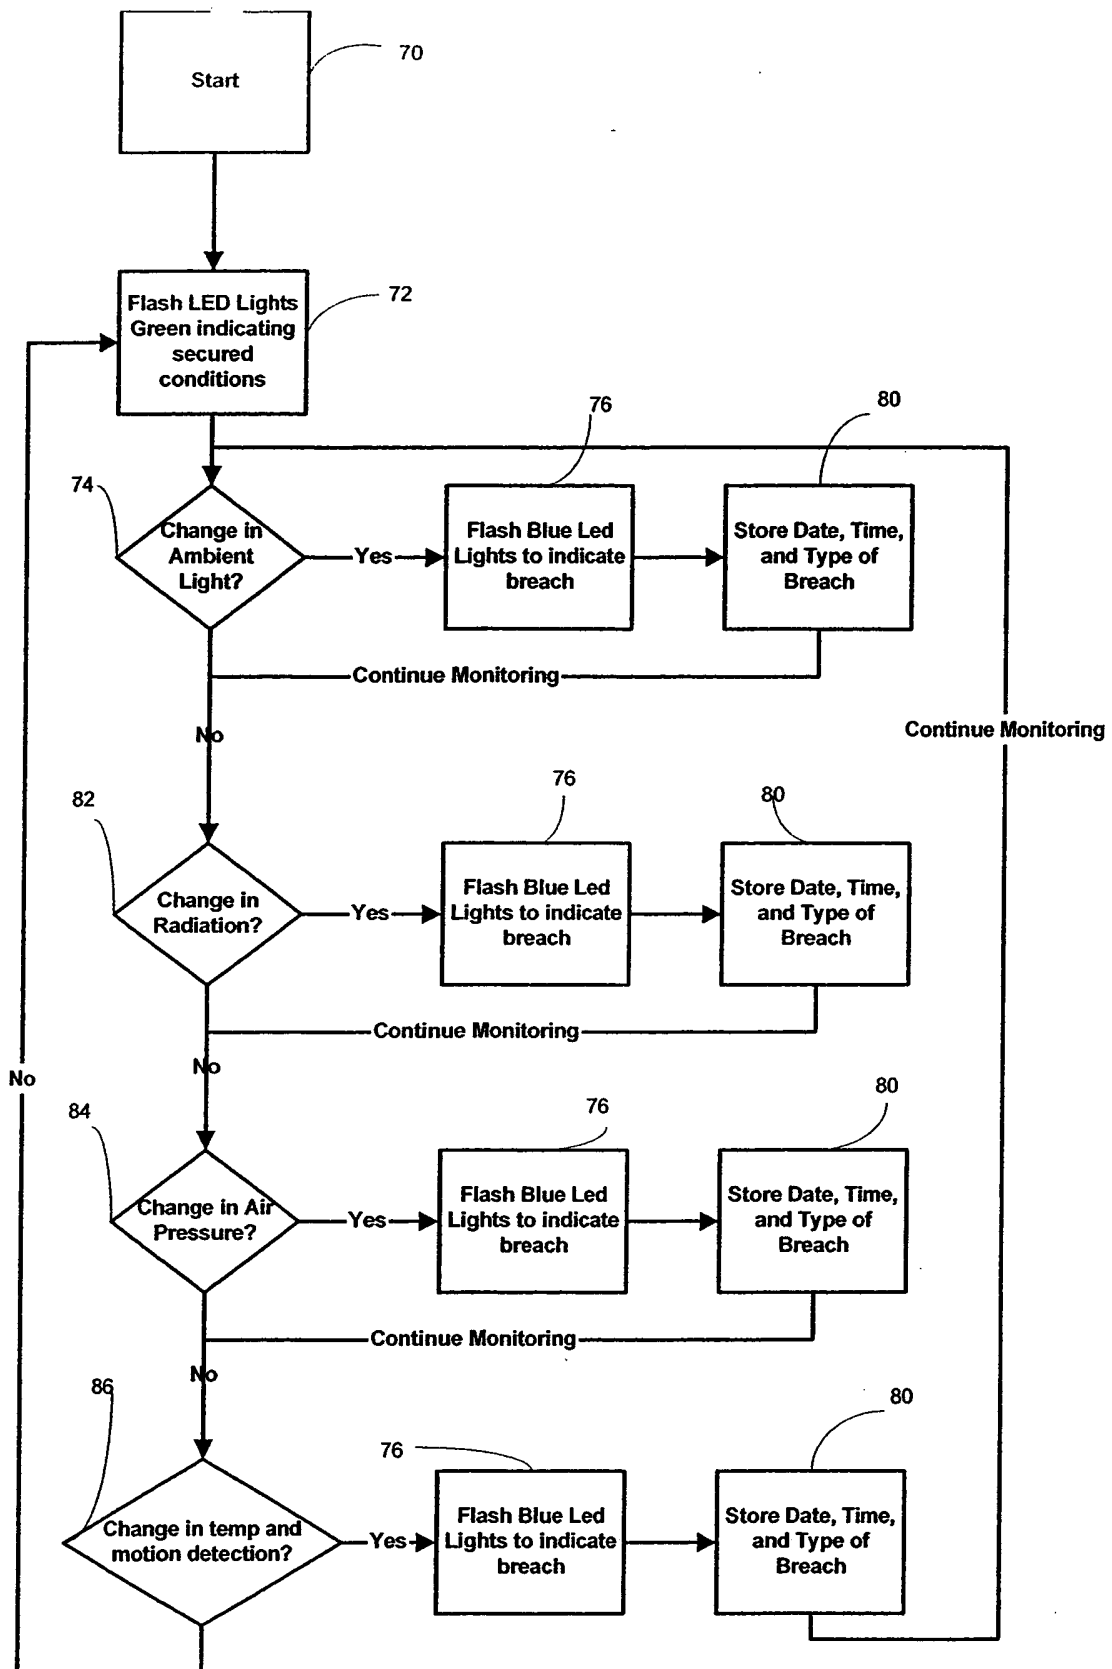 Start
70
Flash LED Lights
Green indicating
secured
conditions
72
76
80
74
Change in
Ambient
Light?
Yes
Flash Blue Led
Lights to indicate
breach
Store Date, Time,
and Type of
Breach
Continue Monitoring
No
Continue Monitoring
82
76
80
Change in
Radiation?
Yes
Flash Blue Led
Lights to indicate
breach
Store Date, Time,
and Type of
Breach
Continue Monitoring
No
No
84
76
80
Change in Air
Pressure?
Yes
Flash Blue Led
Lights to indicate
breach
Store Date, Time,
and Type of
Breach
Continue Monitoring
No
86
76
80
Change in temp and
motion detection?
Yes
Flash Blue Led
Lights to indicate
breach
Store Date, Time,
and Type of
Breach